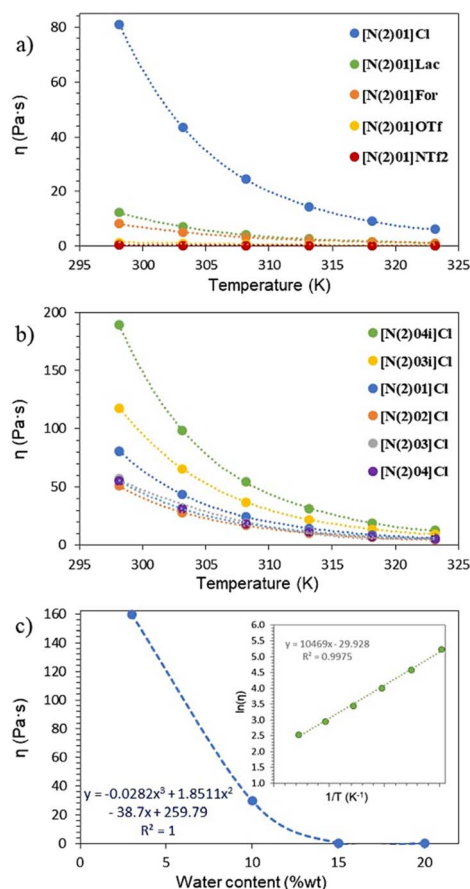 a)
80
60
40
20
0
η (Pa·s)
[N(2)01]Cl
[N(2)01]Lac
[N(2)01]For
[N(2)01]OTf
[N(2)01]NTf2
295 300 305 310 315 320 325
Temperature (K)
b)
200
150
100
50
0
η (Pa·s)
[N(2)04i]Cl
[N(2)03i]Cl
[N(2)01]Cl
[N(2)02]Cl
[N(2)03]Cl
[N(2)04]Cl
295 300 305 310 315 320 325
Temperature (K)
c)
160
140
120
100
80
60
40
20
0
η (Pa·s)
y = 10469x - 29.928
R² = 0.9975
6.0
5.5
5.0
4.5
4.0
3.5
3.0
2.5
2.0
1.5
1.0
ln(η)
1/T (K⁻¹)
y = -0.0282x³ + 1.8511x²
- 38.7x + 259.79
R² = 1
0 5 10 15 20
Water content (%wt)